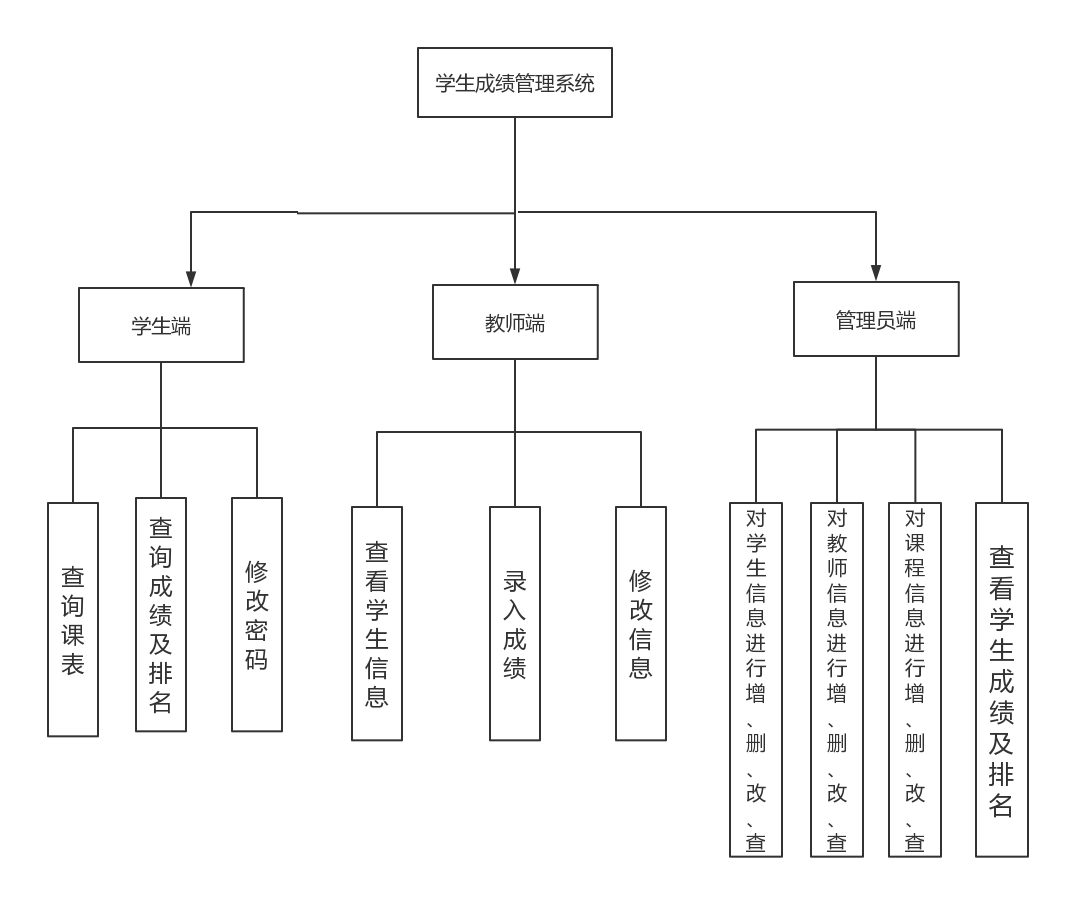 学生成绩管理系统
学生端
教师端
管理员端
查询课表
查询成绩及排名
修改密码
查看学生信息
录入成绩
修改信息
对学生信息进行增、删、改、查
对教师信息进行增、删、改、查
对课程信息进行增、删、改、查
查看学生成绩及排名